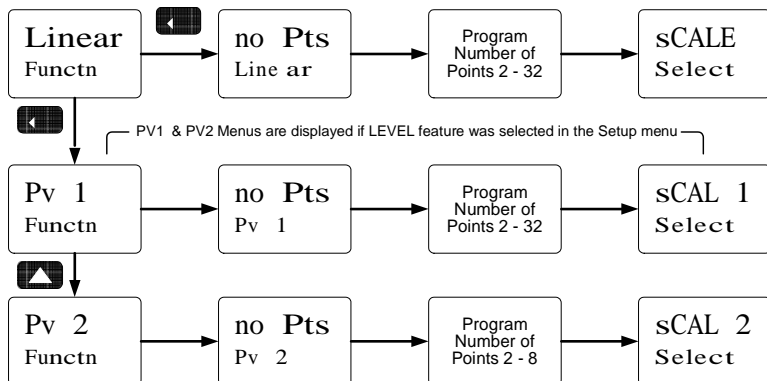 Linear
Functn
no Pts
Line ar
Program
Number of
Points 2 - 32
sCALE
Select
PV1 & PV2 Menus are displayed if LEVEL feature was selected in the Setup menu
Pv 1
Functn
no Pts
Pv 1
Program
Number of
Points 2 - 32
sCAL 1
Select
Pv 2
Functn
no Pts
Pv 2
Program
Number of
Points 2 - 8
sCAL 2
Select